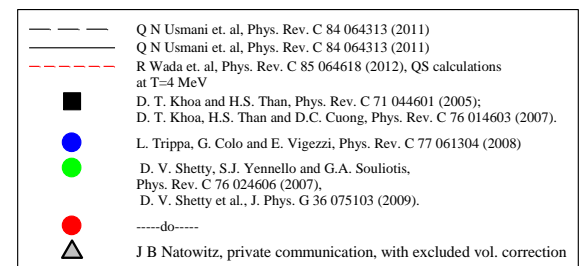 Q N Usmani et. al, Phys. Rev. C 84 064313 (2011)
Q N Usmani et. al, Phys. Rev. C 84 064313 (2011)
R Wada et. al, Phys. Rev. C 85 064618 (2012), QS calculations
at T=4 MeV
D. T. Khoa and H.S. Than, Phys. Rev. C 71 044601 (2005);
D. T. Khoa, H.S. Than and D.C. Cuong, Phys. Rev. C 76 014603 (2007).
L. Trippa, G. Colo and E. Vigezzi, Phys. Rev. C 77 061304 (2008)
D. V. Shetty, S.J. Yennello and G.A. Souliotis,
Phys. Rev. C 76 024606 (2007),
D. V. Shetty et al., J. Phys. G 36 075103 (2009).
-----do-----
J B Natowitz, private communication, with excluded vol. correction